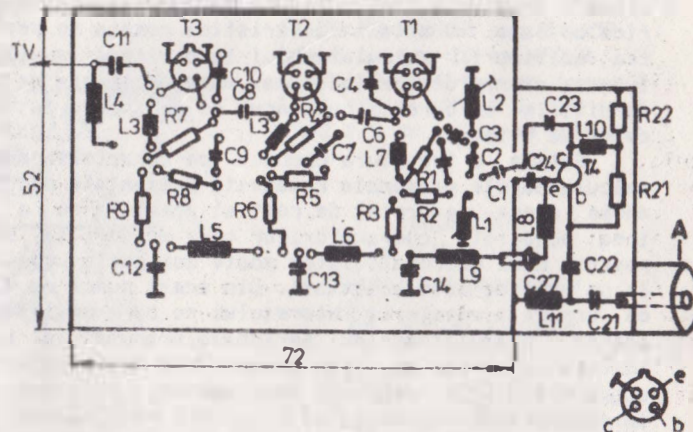 T3 T2 T1
TV C11 C10 C8 C4 L2 C23 R22
L4 L3 R7 L3 C6 C3 L10
C9 C7 R1 C2 C24 c T4
R8 R5 R2 C1 e b R21
52 R9 R6 R3 L1 L8 A
L5 L6 L9 C22
C12 C13 C14 C27 L11 C21
72
e
c b